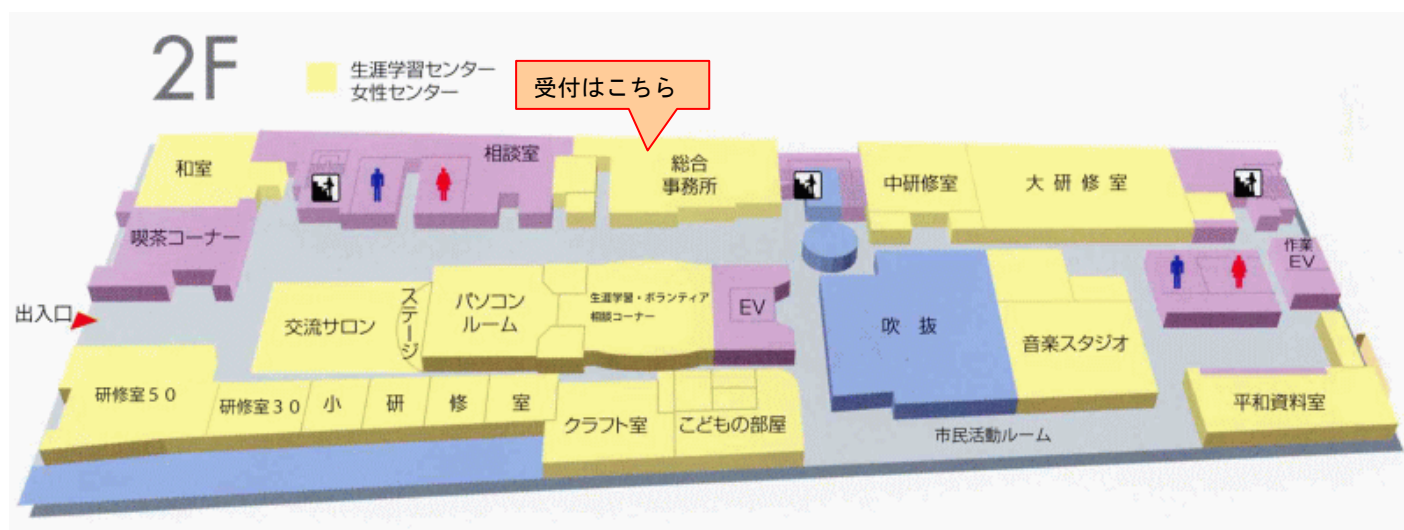 2F
生涯学習センター
女性センター
受付はこちら
和室
相談室
総合
事務所
中研修室
大研修室
喫茶コーナー
作業
EV
出入口
交流サロン
ステージ
パソコン
ルーム
生涯学習・ボランティア
相談コーナー
EV
吹抜
音楽スタジオ
研修室50
研修室30
小研修室
クラフト室
こどもの部屋
市民活動ルーム
平和資料室